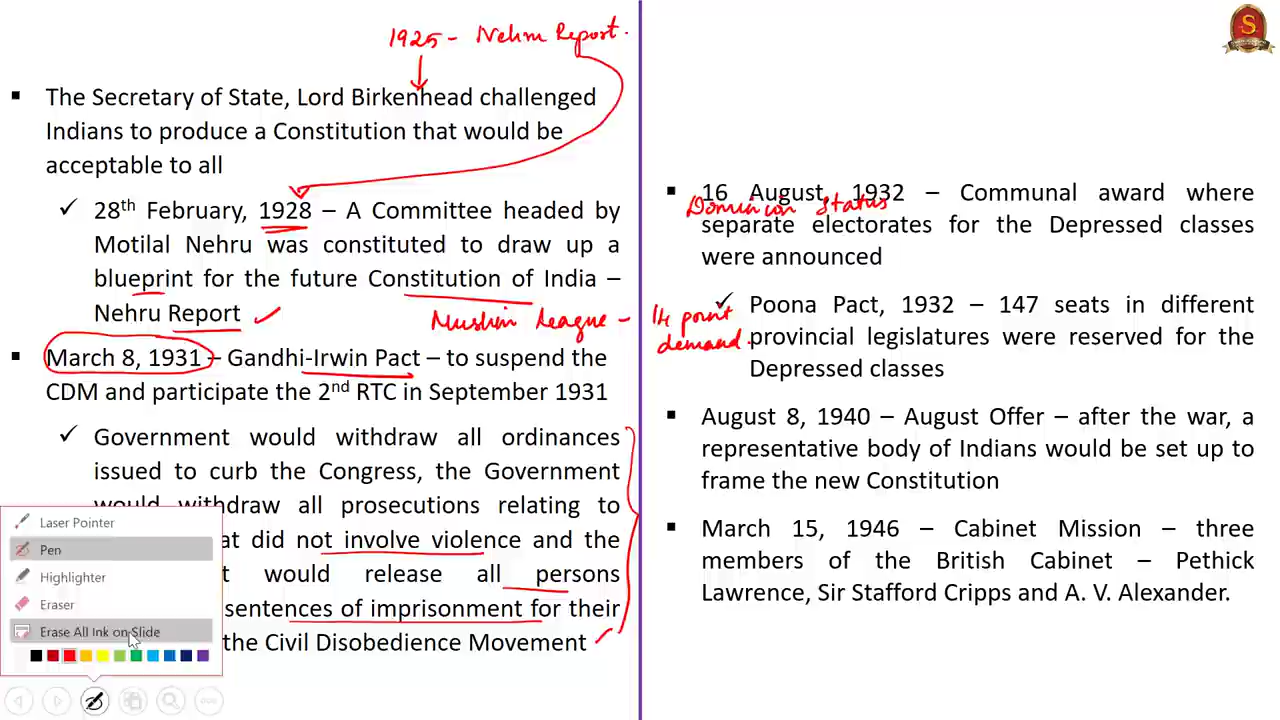 1925 - Nehru Report.
▪ The Secretary of State, Lord Birkenhead challenged
Indians to produce a Constitution that would be
acceptable to all
✓ 28th February, 1928 – A Committee headed by
Motilal Nehru was constituted to draw up a
blueprint for the future Constitution of India –
Nehru Report
Muslim League -
▪ March 8, 1931 – Gandhi-Irwin Pact – to suspend the
CDM and participate the 2nd RTC in September 1931
✓ Government would withdraw all ordinances
issued to curb the Congress, the Government
would withdraw all prosecutions relating to
at did not involve violence and the
t would release all persons
sentences of imprisonment for their
the Civil Disobedience Movement
Laser Pointer
Pen
Highlighter
Eraser
Erase All Ink on Slide
S
▪ 16 August, 1932 – Communal award where
Dominion Status
separate electorates for the Depressed classes
were announced
✓ Poona Pact, 1932 – 147 seats in different
14 point
provincial legislatures were reserved for the
demand.
Depressed classes
▪ August 8, 1940 – August Offer – after the war, a
representative body of Indians would be set up to
frame the new Constitution
▪ March 15, 1946 – Cabinet Mission – three
members of the British Cabinet – Pethick
Lawrence, Sir Stafford Cripps and A. V. Alexander.